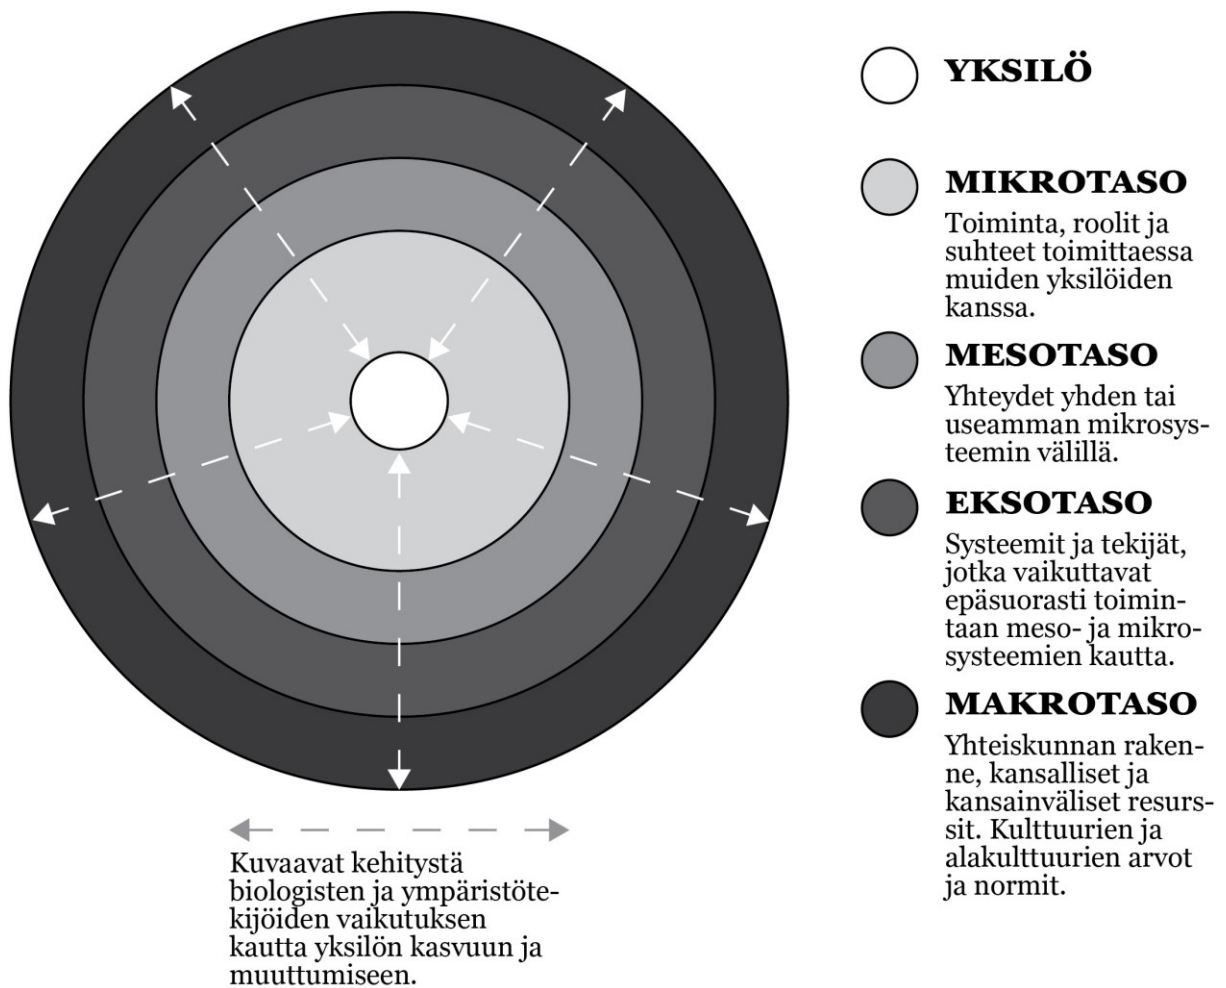 YKSILÖ
MIKROTASO
Toiminta, roolit ja
suhteet toimittaessa
muiden yksilöiden
kanssa.
MESOTASO
Yhteydet yhden tai
useamman mikrosys-
teemin välillä.
EKSOTASO
Systeemit ja tekijät,
jotka vaikuttavat
epäsuorasti toimin-
taan meso- ja mikro-
systeemien kautta.
MAKROTASO
Yhteiskunnan raken-
ne, kansalliset ja
kansainväliset resurs-
sit. Kulttuurien ja
alakulttuurien arvot
ja normit.
Kuvaavat kehitystä
biologisten ja ympäristöte-
kijöiden vaikutuksen
kautta yksilön kasvuun ja
muuttumiseen.